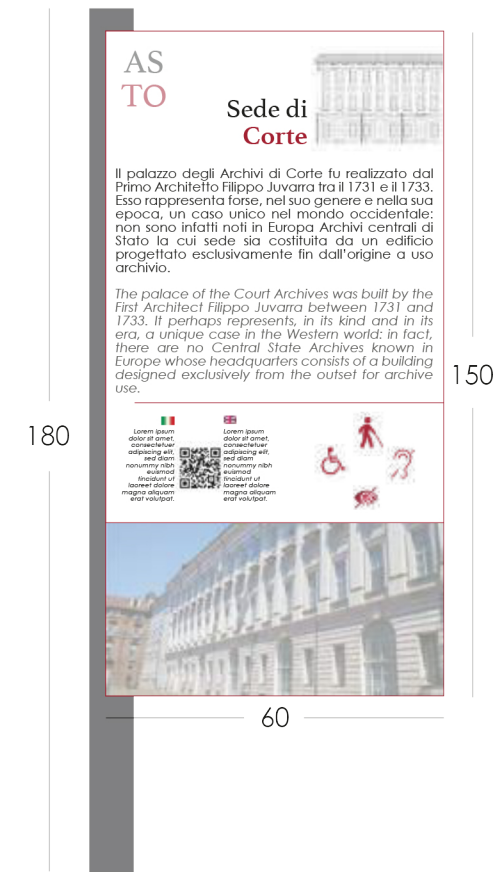 AS
TO
Sede di
Corte
Il palazzo degli Archivi di Corte fu realizzato dal
Primo Architetto Filippo Juvarra tra il 1731 e il 1733.
Esso rappresenta forse, nel suo genere e nella sua
epoca, un caso unico nel mondo occidentale:
non sono infatti noti in Europa Archivi centrali di
Stato la cui sede sia costituita da un edificio
progettato esclusivamente fin dall'origine a uso
archivio.
The palace of the Court Archives was built by the
First Architect Filippo Juvarra between 1731 and
1733. It perhaps represents, in its kind and in its
era, a unique case in the Western world: in fact,
there are no Central State Archives known in
Europe whose headquarters consists of a building
designed exclusively from the outset for archive
use.
Lorem ipsum
dolor sit amet,
consectetuer
adipiscing elit,
sed diam
nonummy nibh
euismod
tincidunt ut
laoreet dolore
magna aliquam
erat volutpat.
Lorem ipsum
dolor sit amet,
consectetuer
adipiscing elit,
sed diam
nonummy nibh
euismod
tincidunt ut
laoreet dolore
magna aliquam
erat volutpat.
180
150
60